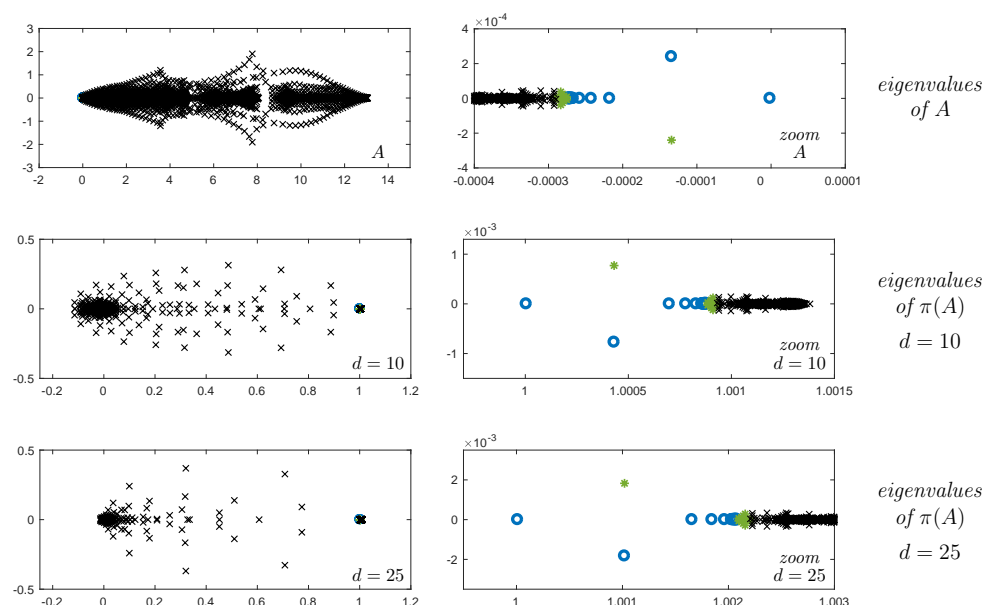 3
2
1
0
-1
-2
-3
-2 0 2 4 6 8 10 12 14
A
×10⁻⁴
4
2
0
-2
-4
-0.0004 -0.0003 -0.0002 -0.0001 0 0.0001
zoom
A
eigenvalues
of A
0.5
0
-0.5
-0.2 0 0.2 0.4 0.6 0.8 1 1.2
d = 10
×10⁻³
1
0
-1
1 1.0005 1.001 1.0015
zoom
d = 10
eigenvalues
of π(A)
d = 10
0.5
0
-0.5
-0.2 0 0.2 0.4 0.6 0.8 1 1.2
d = 25
×10⁻³
2
0
-2
1 1.001 1.002 1.003
zoom
d = 25
eigenvalues
of π(A)
d = 25